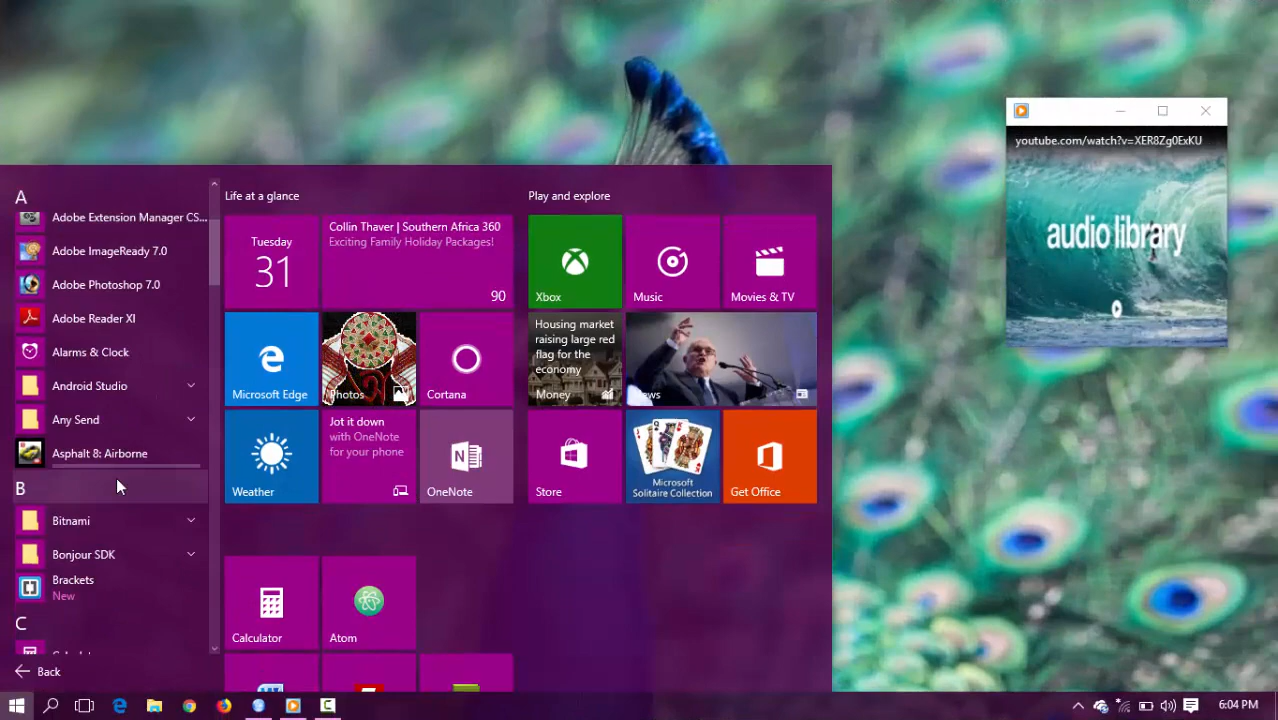 A
Adobe Extension Manager CS...
Adobe ImageReady 7.0
Adobe Photoshop 7.0
Adobe Reader XI
Alarms & Clock
Android Studio
Any Send
Asphalt 8: Airborne
B
Bitnami
Bonjour SDK
Brackets
New
C
Back
Life at a glance
Tuesday
31
Collin Thaver | Southern Africa 360
Exciting Family Holiday Packages!
90
Microsoft Edge
Photos
Cortana
Weather
Jot it down
with OneNote
for your phone
OneNote
Calculator
Atom
Play and explore
Xbox
Music
Movies & TV
Housing market
raising large red
flag for the
economy
Money
News
Store
Microsoft
Solitaire Collection
Get Office
youtube.com/watch?v=XER8Zg0ExKU
audio library
6:04 PM